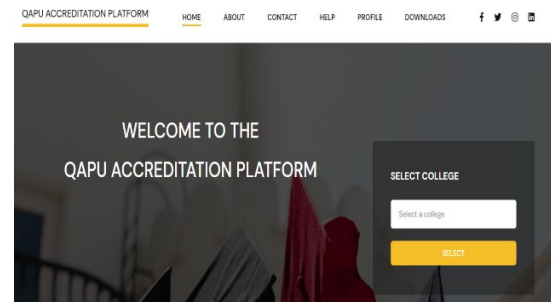 QAPU ACCREDITATION PLATFORM
HOME ABOUT CONTACT HELP PROFILE DOWNLOADS
WELCOME TO THE
QAPU ACCREDITATION PLATFORM
SELECT COLLEGE
Select a college
SELECT